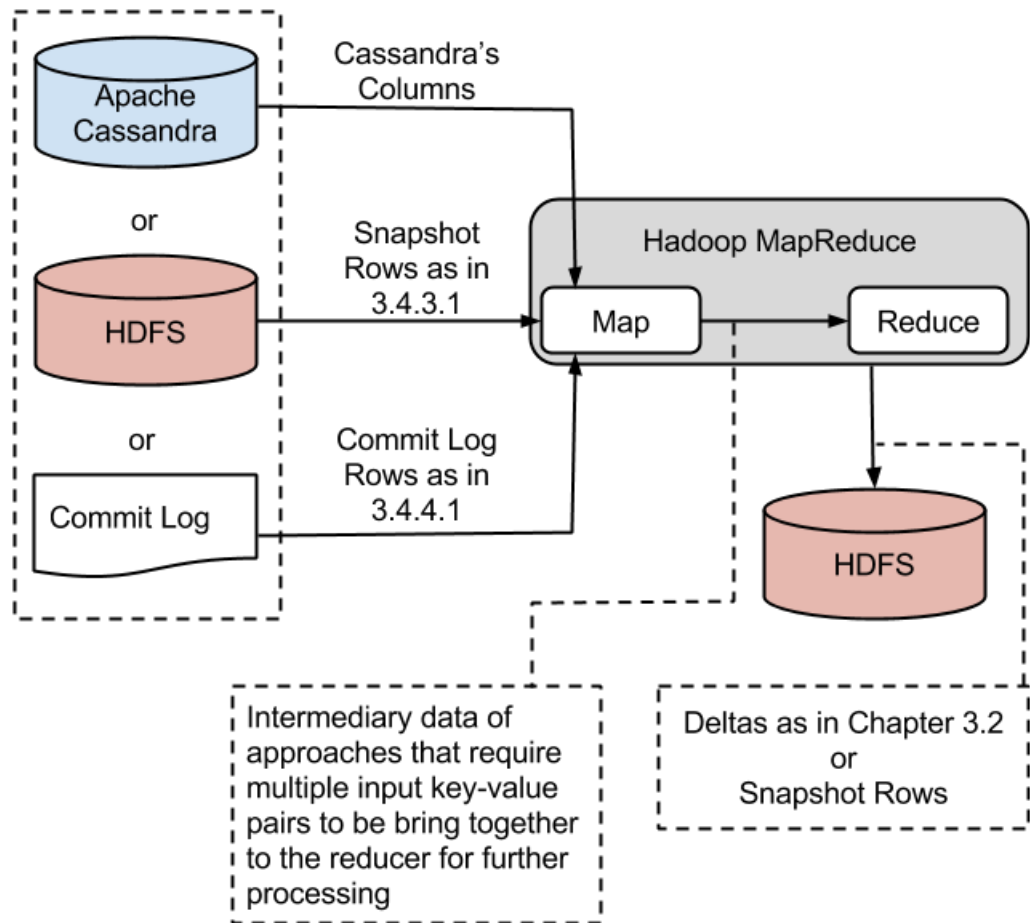 Apache
Cassandra
or
HDFS
or
Commit Log
Cassandra's
Columns
Snapshot
Rows as in
3.4.3.1
Commit Log
Rows as in
3.4.4.1
Hadoop MapReduce
Map
Reduce
HDFS
Intermediary data of
approaches that require
multiple input key-value
pairs to be bring together
to the reducer for further
processing
Deltas as in Chapter 3.2
or
Snapshot Rows